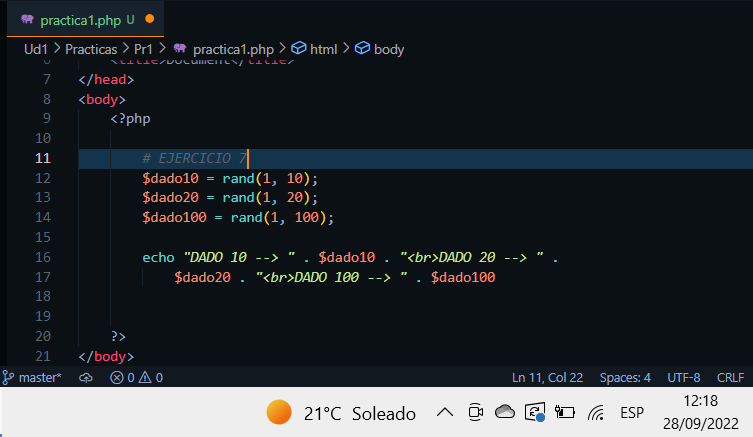 practica1.php U
Ud1 > Practicas > Pr1 > practica1.php > html > body
6 <title>Document</title>
7 </head>
8 <body>
9 <?php
10
11 # EJERCICIO 7
12 $dado10 = rand(1, 10);
13 $dado20 = rand(1, 20);
14 $dado100 = rand(1, 100);
15
16 echo "DADO 10 --> " . $dado10 . "<br>DADO 20 --> " .
17 $dado20 . "<br>DADO 100 --> " . $dado100
18
19
20 ?>
21 </body>
master* 0 0 Ln 11, Col 22 Spaces: 4 UTF-8 CRLF
21°C Soleado ESP 12:18
28/09/2022